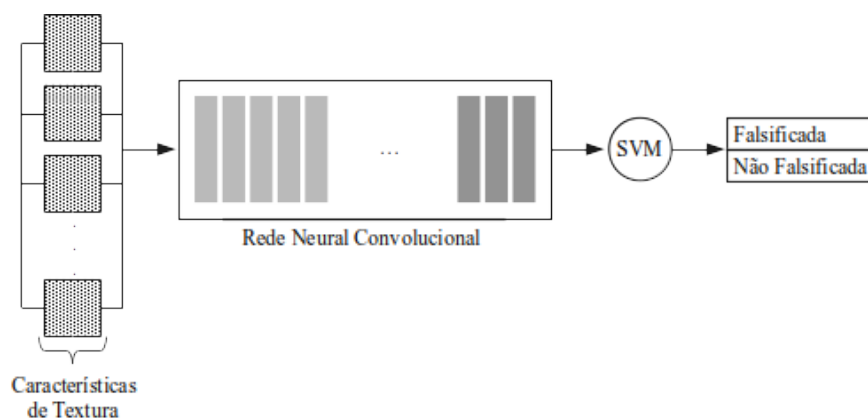 SVM
Falsificada
Não Falsificada
...
Rede Neural Convolucional
Características
de Textura